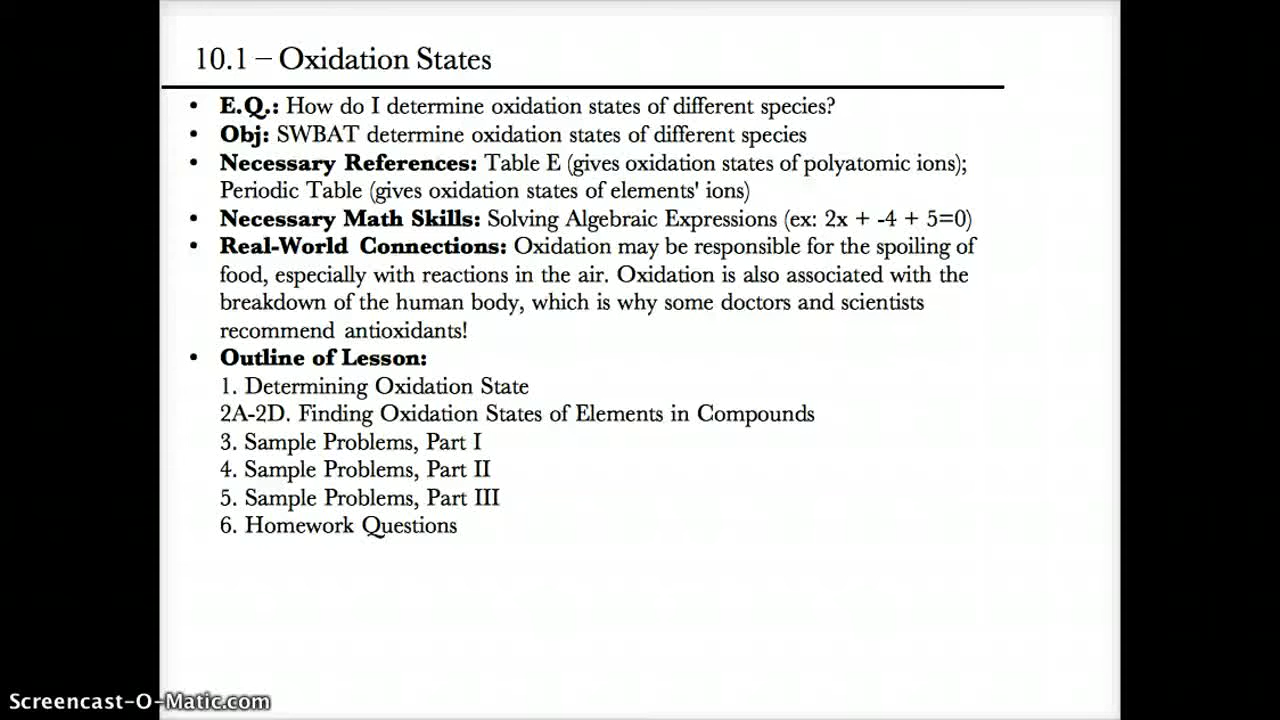 10.1 – Oxidation States
• E.Q.: How do I determine oxidation states of different species?
• Obj: SWBAT determine oxidation states of different species
• Necessary References: Table E (gives oxidation states of polyatomic ions);
Periodic Table (gives oxidation states of elements' ions)
• Necessary Math Skills: Solving Algebraic Expressions (ex: 2x + -4 + 5=0)
• Real-World Connections: Oxidation may be responsible for the spoiling of
food, especially with reactions in the air. Oxidation is also associated with the
breakdown of the human body, which is why some doctors and scientists
recommend antioxidants!
• Outline of Lesson:
1. Determining Oxidation State
2A-2D. Finding Oxidation States of Elements in Compounds
3. Sample Problems, Part I
4. Sample Problems, Part II
5. Sample Problems, Part III
6. Homework Questions
Screencast-O-Matic.com